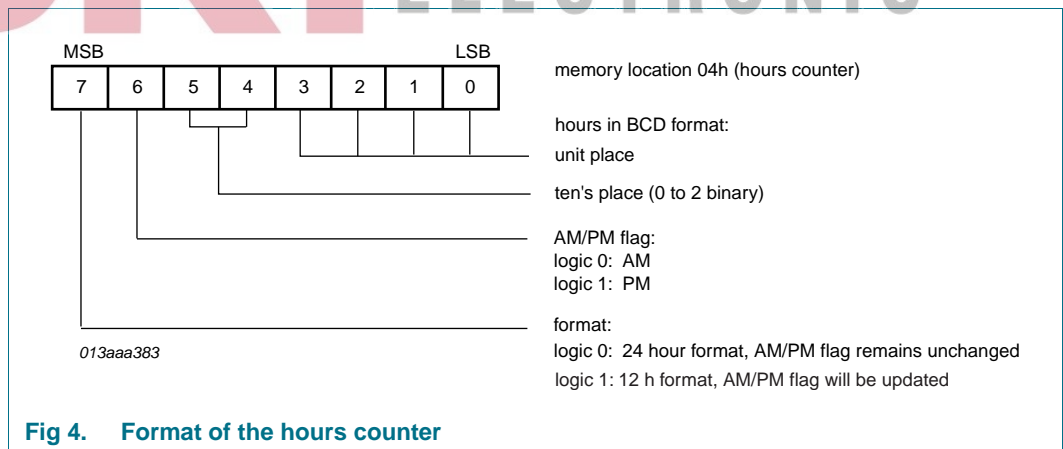 ELECTRONIC
MSB LSB
7 6 5 4 3 2 1 0
memory location 04h (hours counter)
hours in BCD format:
unit place
ten's place (0 to 2 binary)
AM/PM flag:
logic 0: AM
logic 1: PM
format:
logic 0: 24 hour format, AM/PM flag remains unchanged
logic 1: 12 h format, AM/PM flag will be updated
013aaa383
Fig 4. Format of the hours counter